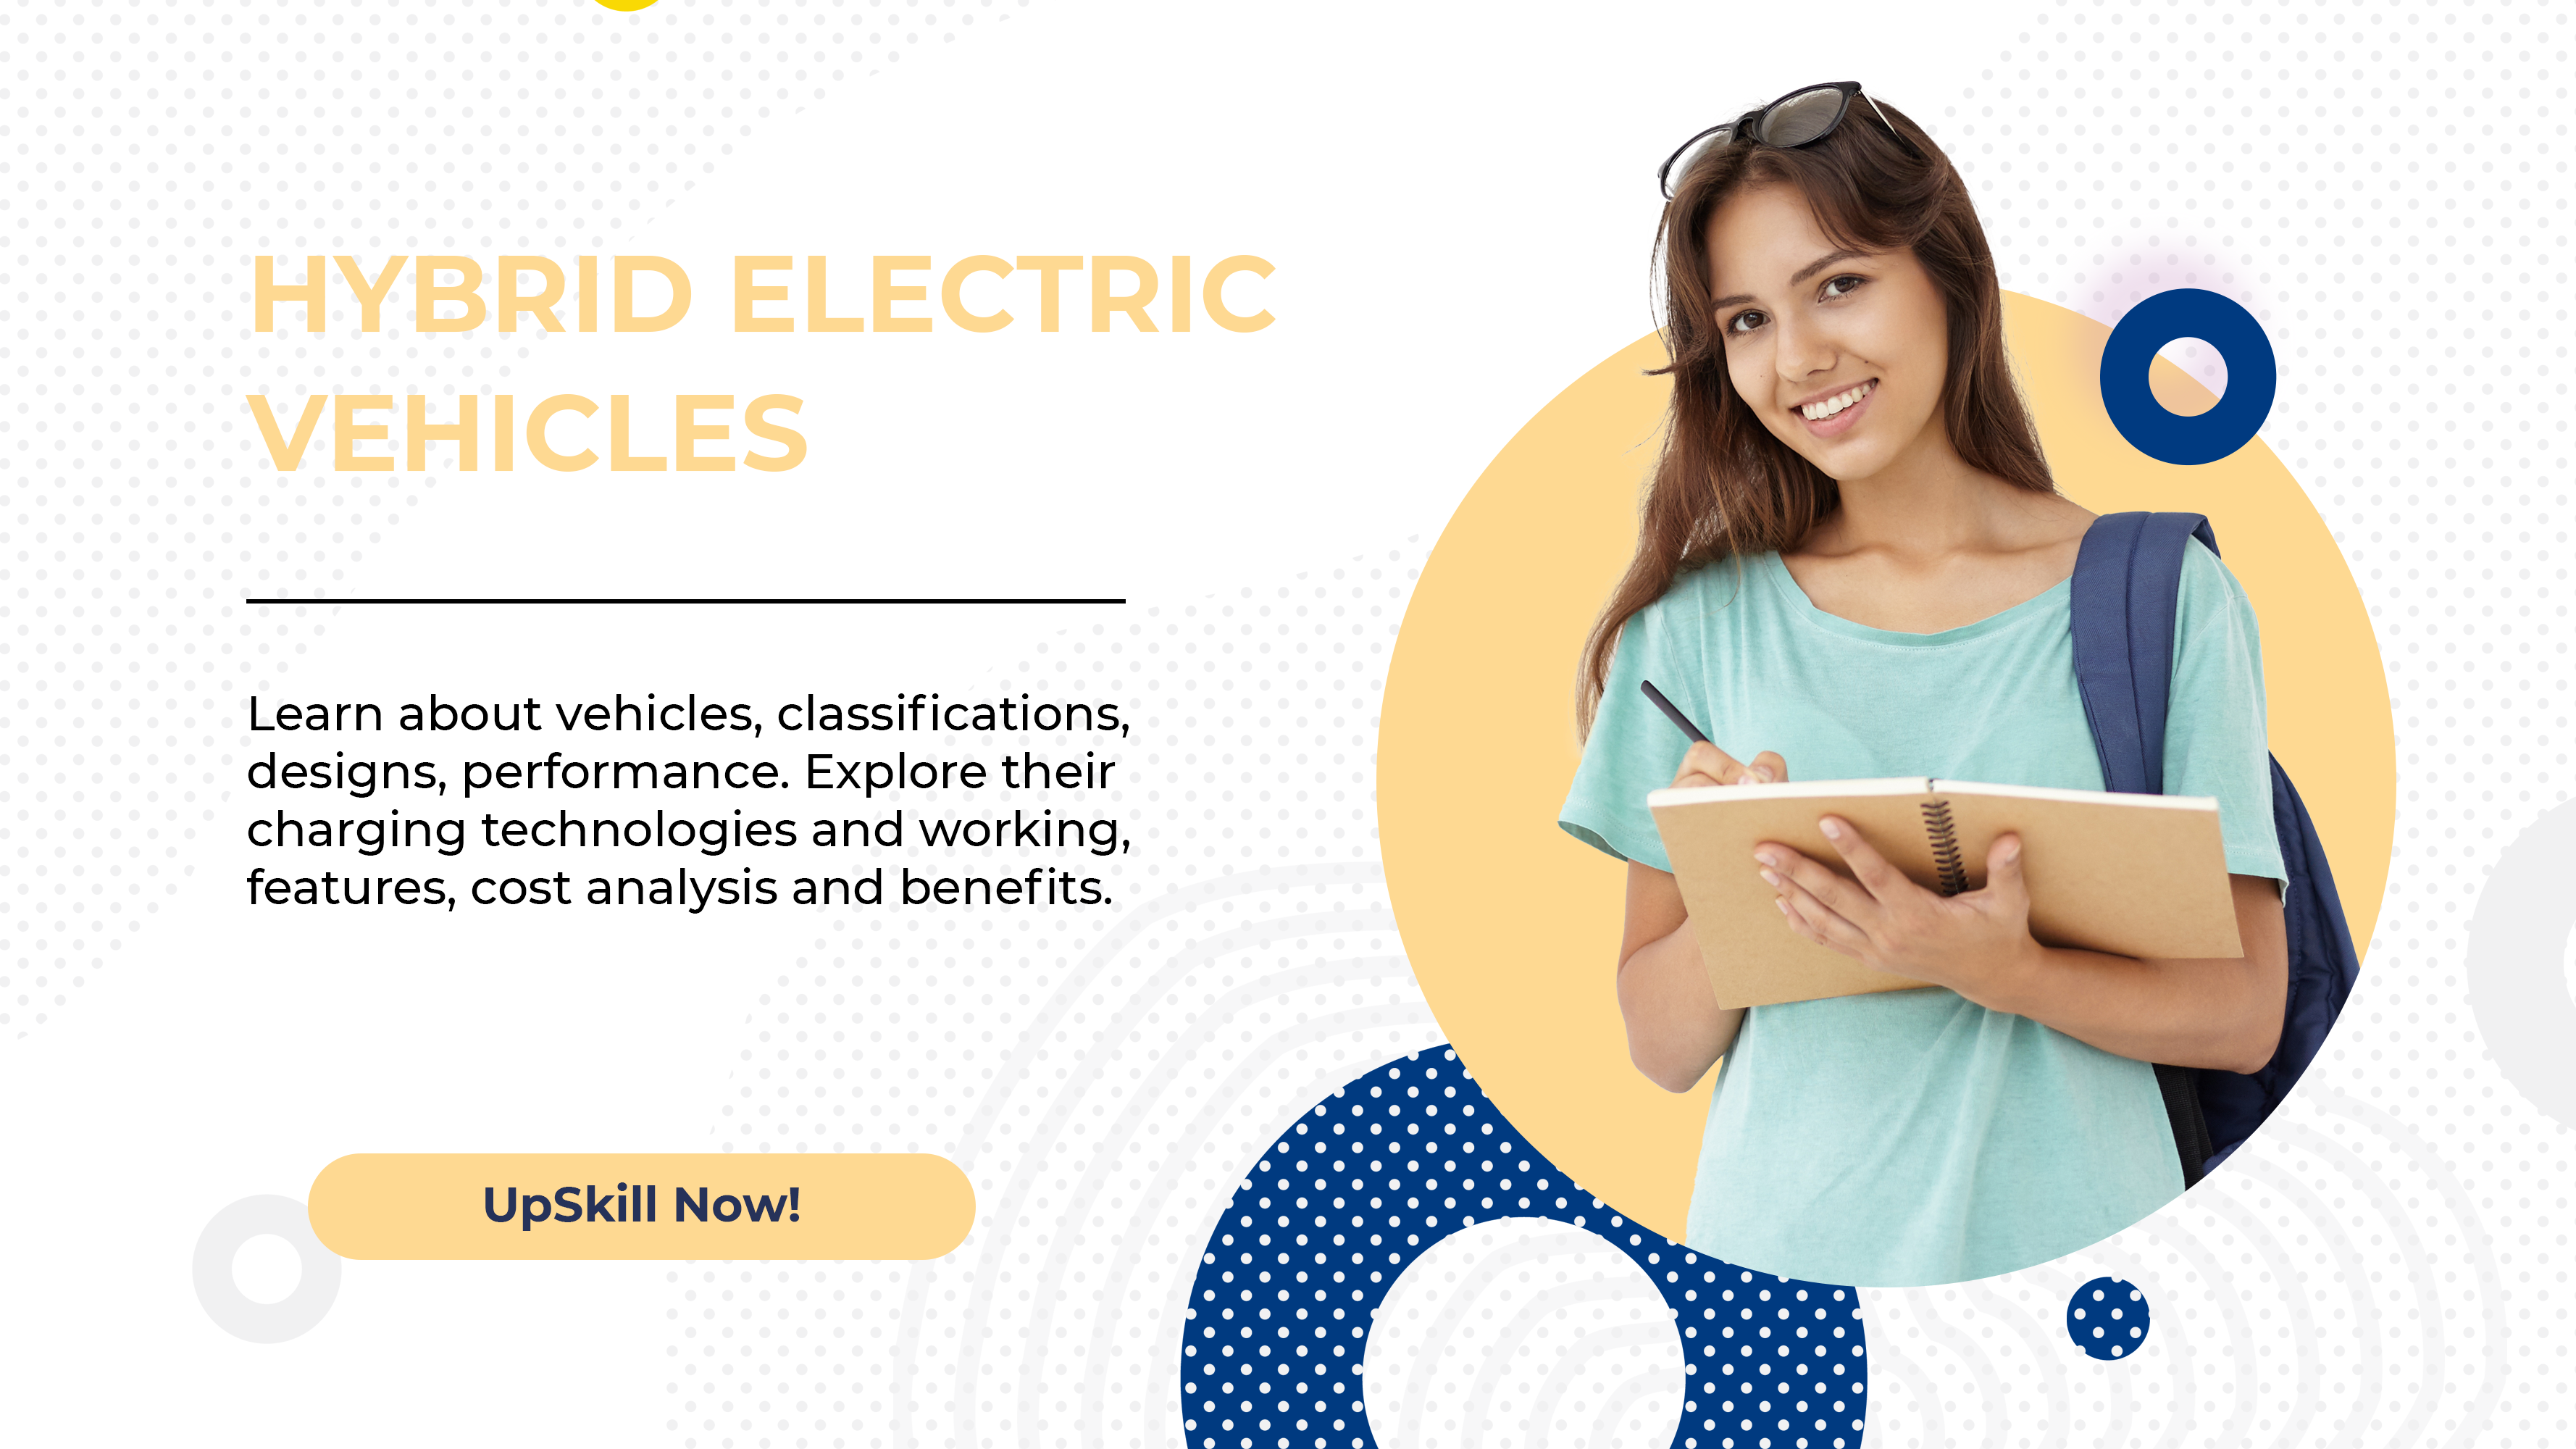 HYBRID ELECTRIC
VEHICLES
Learn about vehicles, classifications,
designs, performance. Explore their
charging technologies and working,
features, cost analysis and benefits.
UpSkill Now!